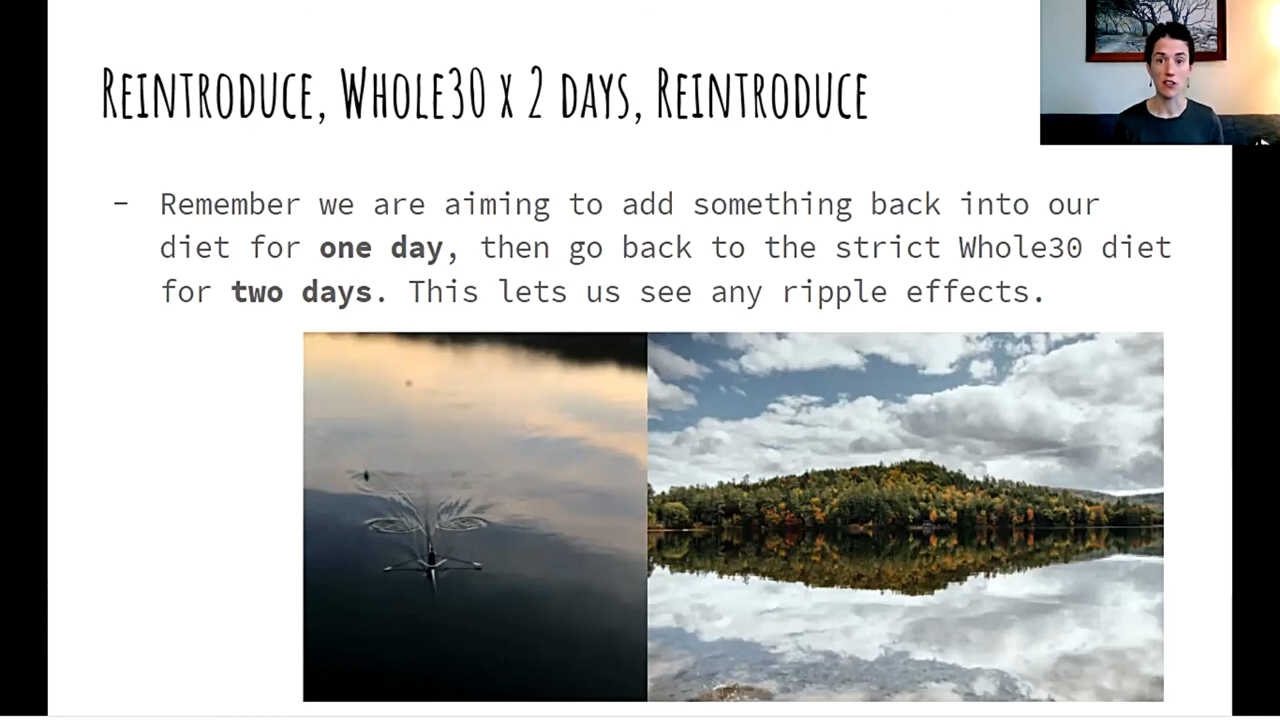 Reintroduce, Whole30 x 2 days, Reintroduce
- Remember we are aiming to add something back into our
diet for one day, then go back to the strict Whole30 diet
for two days. This lets us see any ripple effects.